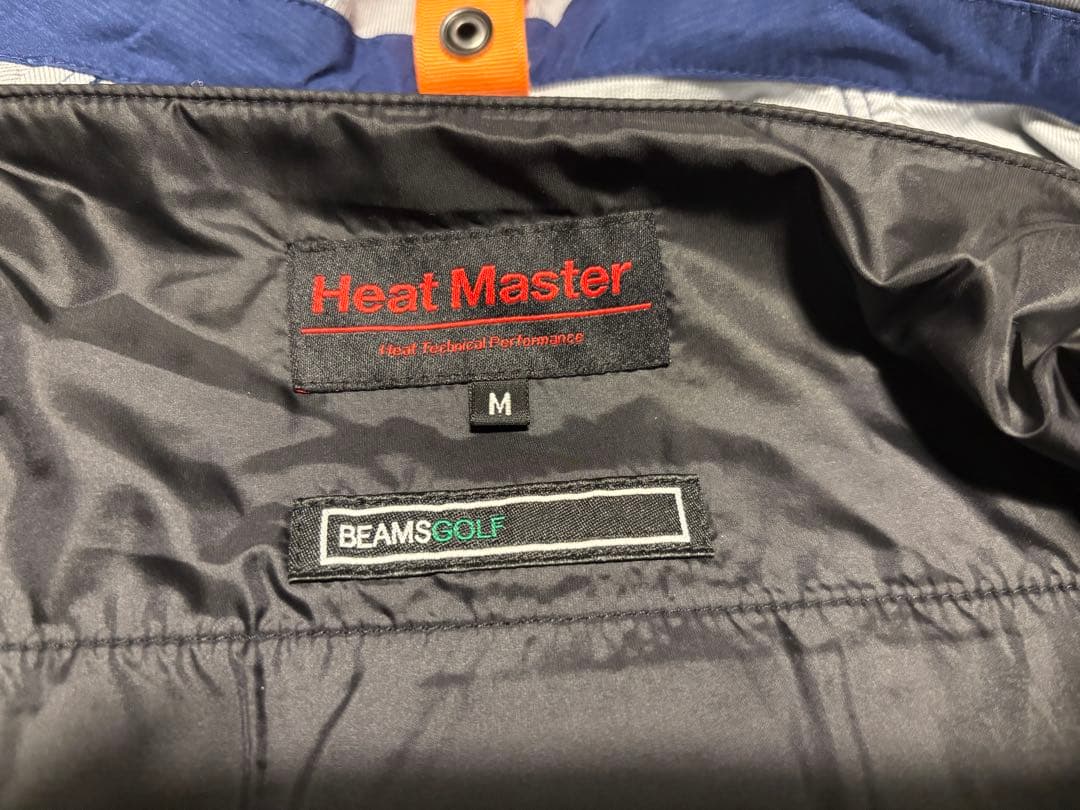 Heat Master
Heat Technical Performance
M
BEAMSGOLF